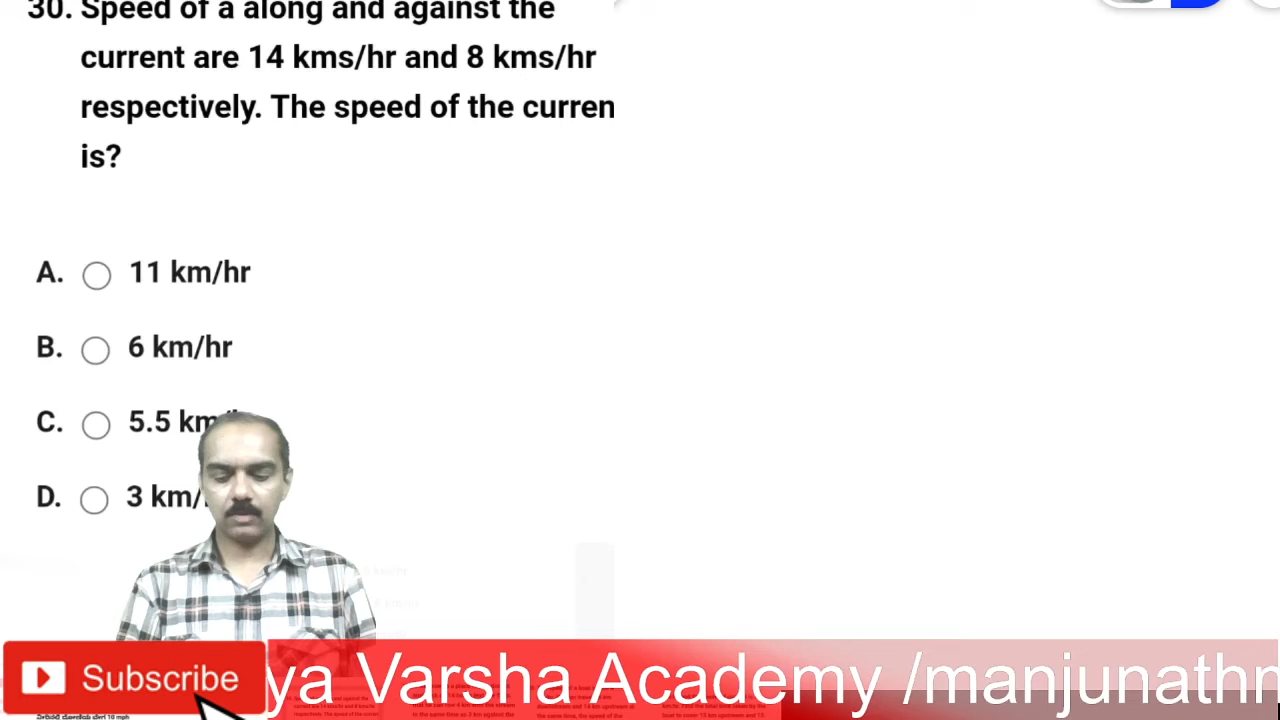 30. Speed of a along and against the
current are 14 kms/hr and 8 kms/hr
respectively. The speed of the curren
is?
A. 11 km/hr
B. 6 km/hr
C. 5.5 km/h
D. 3 km/
Subscribe
ya Varsha Academy /manjunathn